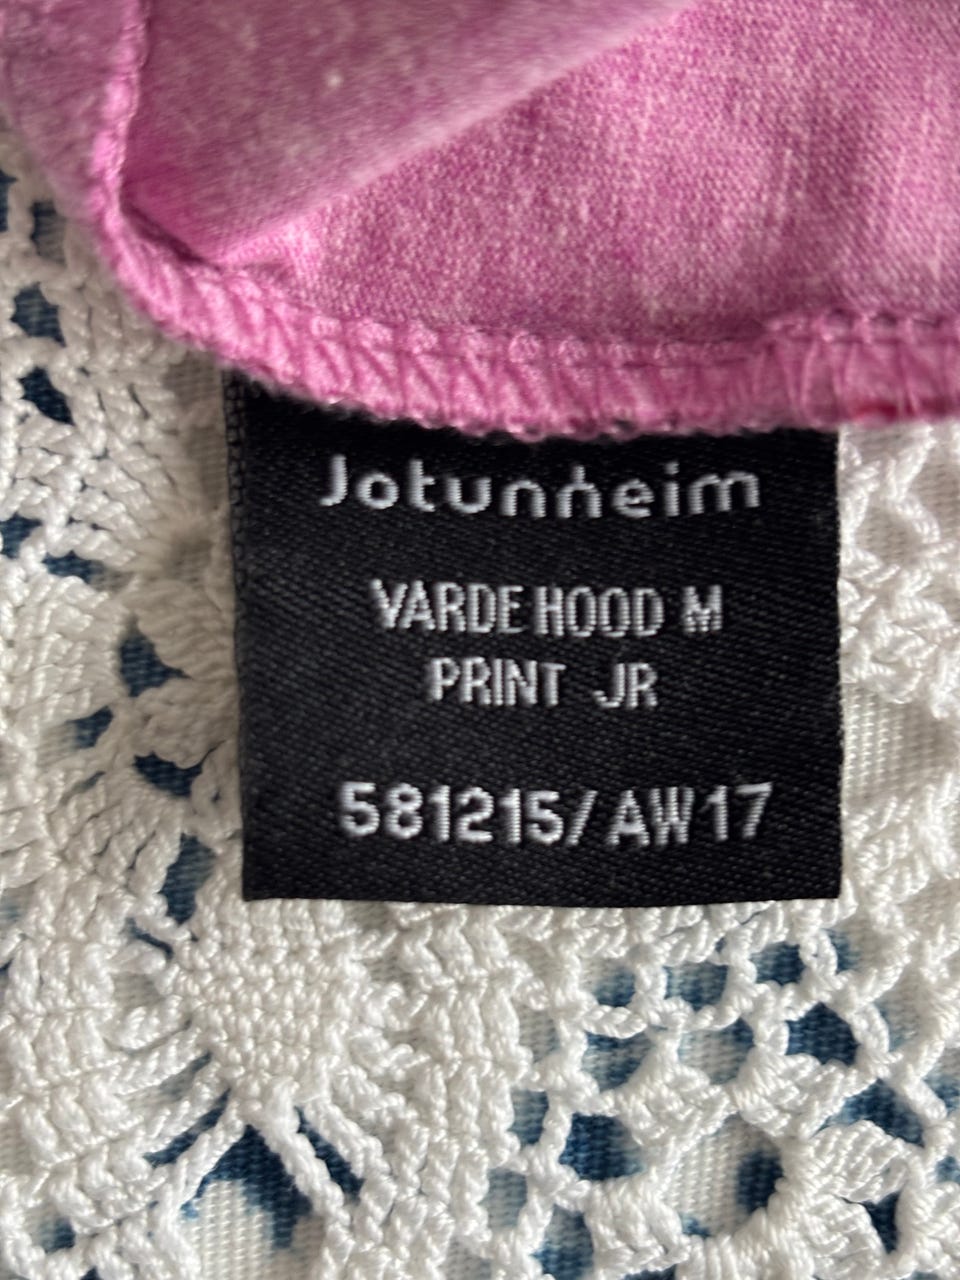 Jotunheim
VARDE HOOD M
PRINT JR
581215/AW17